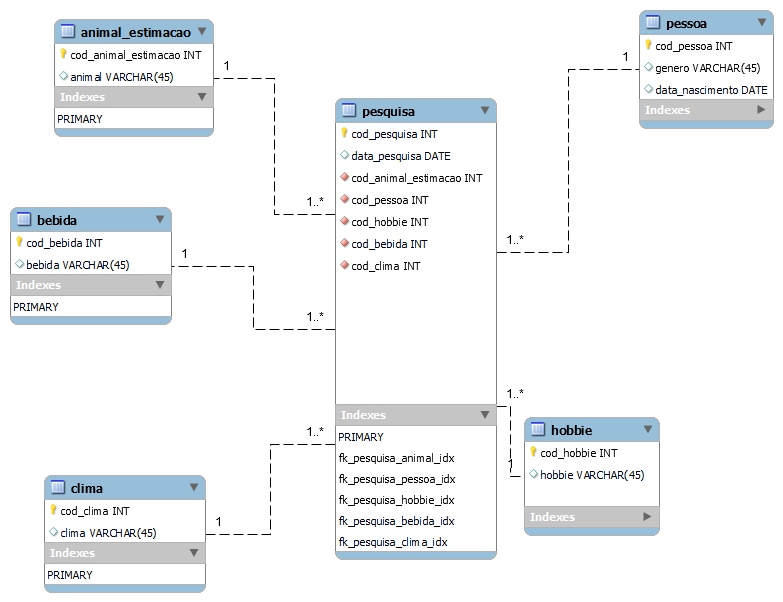 animal_estimacao
cod_animal_estimacao INT
animal VARCHAR(45)
Indexes
PRIMARY
1
1..*
pessoa
cod_pessoa INT
genero VARCHAR(45)
data_nascimento DATE
Indexes
1
1..*
pesquisa
cod_pesquisa INT
data_pesquisa DATE
cod_animal_estimacao INT
cod_pessoa INT
cod_hobbie INT
cod_bebida INT
cod_clima INT
Indexes
PRIMARY
fk_pesquisa_animal_idx
fk_pesquisa_pessoa_idx
fk_pesquisa_hobbie_idx
fk_pesquisa_bebida_idx
fk_pesquisa_clima_idx
bebida
cod_bebida INT
bebida VARCHAR(45)
Indexes
PRIMARY
1
1..*
hobbie
cod_hobbie INT
hobbie VARCHAR(45)
Indexes
1..*
1
clima
cod_clima INT
clima VARCHAR(45)
Indexes
PRIMARY
1
1..*